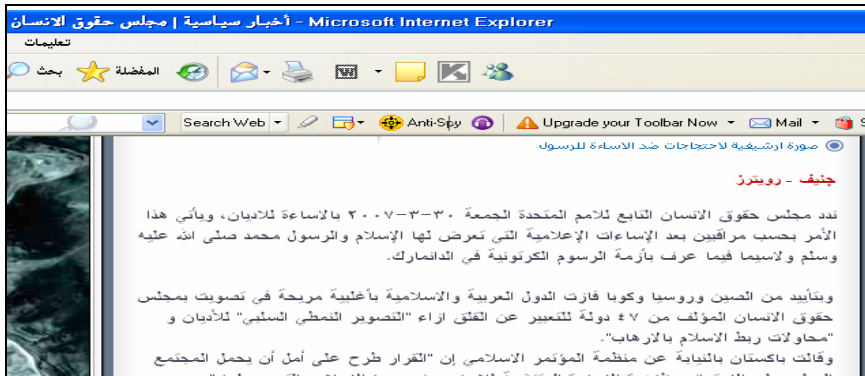 أخبار سياسية | مجلس حقوق الانسان - Microsoft Internet Explorer
تعليمات
بحث المفضلة
Search Web Anti-Spy Upgrade your Toolbar Now Mail
صورة ارشيفية لاحتجاجات ضد الاساءة للرسول
جنيف - رويترز
ندد مجلس حقوق الانسان التابع للامم المتحدة الجمعة ٣٠-٣-٢٠٠٧ بالاساءة للاديان، ويأتي هذا
الأمر بحسب مراقبين بعد الإساءات الإعلامية التي تعرض لها الإسلام والرسول محمد صلى الله عليه
وسلم ولاسيما فيما عرف بأزمة الرسوم الكرتونية في الدانمارك.
وبتأييد من الصين وروسيا وكوبا فازت الدول العربية والاسلامية بأغلبية مريحة في تصويت بمجلس
حقوق الانسان المؤلف من ٤٧ دولة للتعبير عن القلق ازاء "التصوير النمطي السلبي" للأديان و
"محاولات ربط الاسلام بالارهاب".
وقالت باكستان بالنيابة عن منظمة المؤتمر الاسلامي إن "القرار طرح على أمل أن يحمل المجتمع